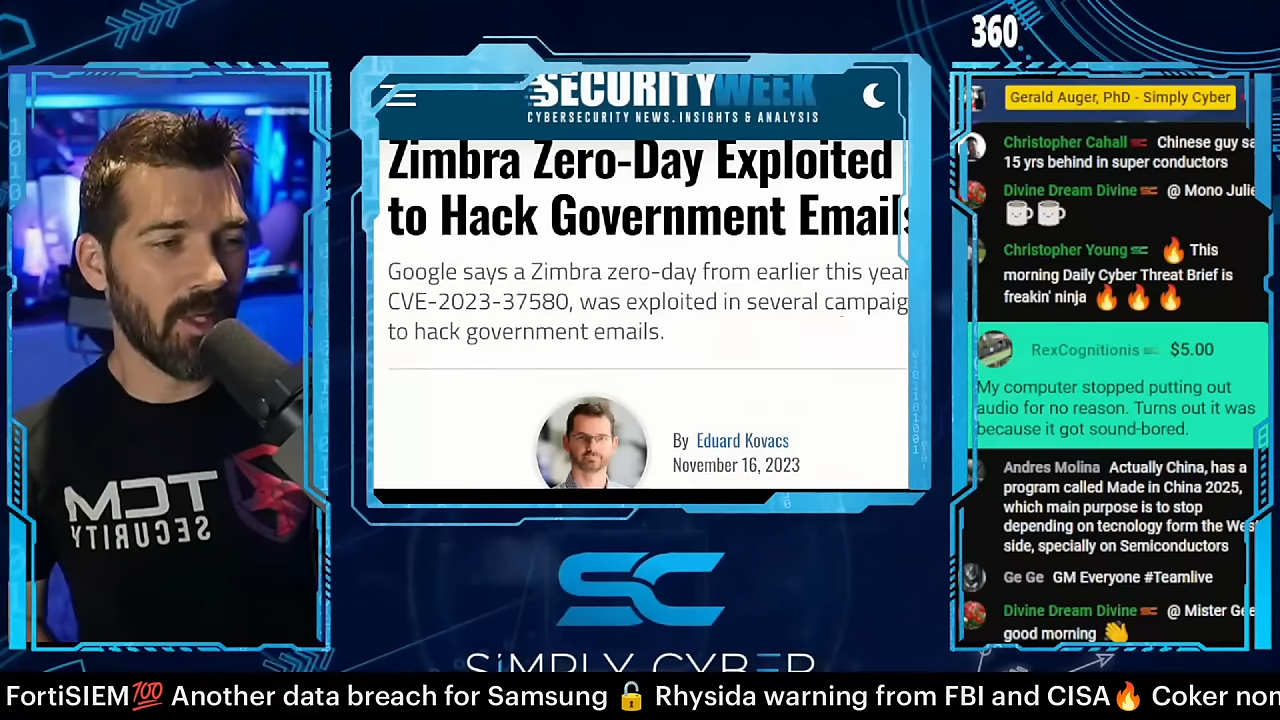 360
SECURITYWEEK
CYBERSECURITY NEWS, INSIGHTS & ANALYSIS
Zimbra Zero-Day Exploited
to Hack Government Emails
Google says a Zimbra zero-day from earlier this year
CVE-2023-37580, was exploited in several campaig
to hack government emails.
By Eduard Kovacs
November 16, 2023
TCM
SECURITY
SC
SIMPLY CYBER
Gerald Auger, PhD - Simply Cyber
Christopher Cahall Chinese guy sa
15 yrs behind in super conductors
Divine Dream Divine @ Mono Julie
Christopher Young 🔥 This
morning Daily Cyber Threat Brief is
freakin' ninja 🔥 🔥 🔥
RexCognitionis $5.00
My computer stopped putting out
audio for no reason. Turns out it was
because it got sound-bored.
Andres Molina Actually China, has a
program called Made in China 2025,
which main purpose is to stop
depending on tecnology form the Wes
side, specially on Semiconductors
Ge Ge GM Everyone #Teamlive
Divine Dream Divine @ Mister Gee
good morning 👋
FortiSIEM💯 Another data breach for Samsung 🔓 Rhysida warning from FBI and CISA🔥 Coker nor